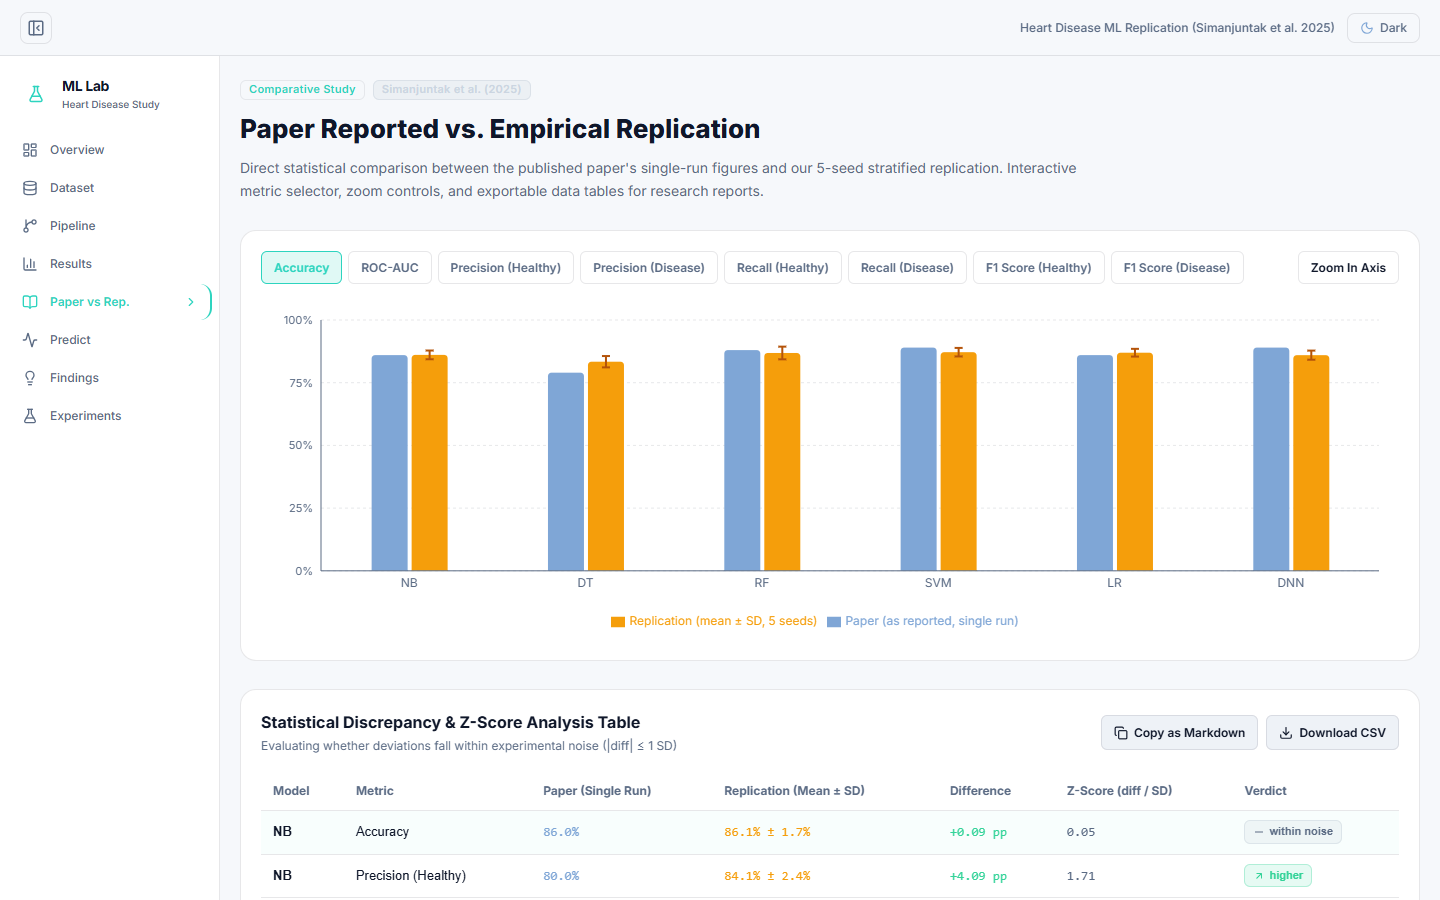 Heart Disease ML Replication (Simanjuntak et al. 2025)
Dark
ML Lab
Heart Disease Study
Overview
Dataset
Pipeline
Results
Paper vs Rep.
Predict
Findings
Experiments
Comparative Study
Simanjuntak et al. (2025)
Paper Reported vs. Empirical Replication
Direct statistical comparison between the published paper's single-run figures and our 5-seed stratified replication. Interactive
metric selector, zoom controls, and exportable data tables for research reports.
Accuracy ROC-AUC Precision (Healthy) Precision (Disease) Recall (Healthy) Recall (Disease) F1 Score (Healthy) F1 Score (Disease) Zoom In Axis
100%
75%
50%
25%
0%
NB DT RF SVM LR DNN
Replication (mean ± SD, 5 seeds) Paper (as reported, single run)
Statistical Discrepancy & Z-Score Analysis Table
Evaluating whether deviations fall within experimental noise (|diff| ≤ 1 SD)
Copy as Markdown Download CSV
Model Metric Paper (Single Run) Replication (Mean ± SD) Difference Z-Score (diff / SD) Verdict
NB Accuracy 86.0% 86.1% ± 1.7% +0.09 pp 0.05 within noise
NB Precision (Healthy) 80.0% 84.1% ± 2.4% +4.09 pp 1.71 higher